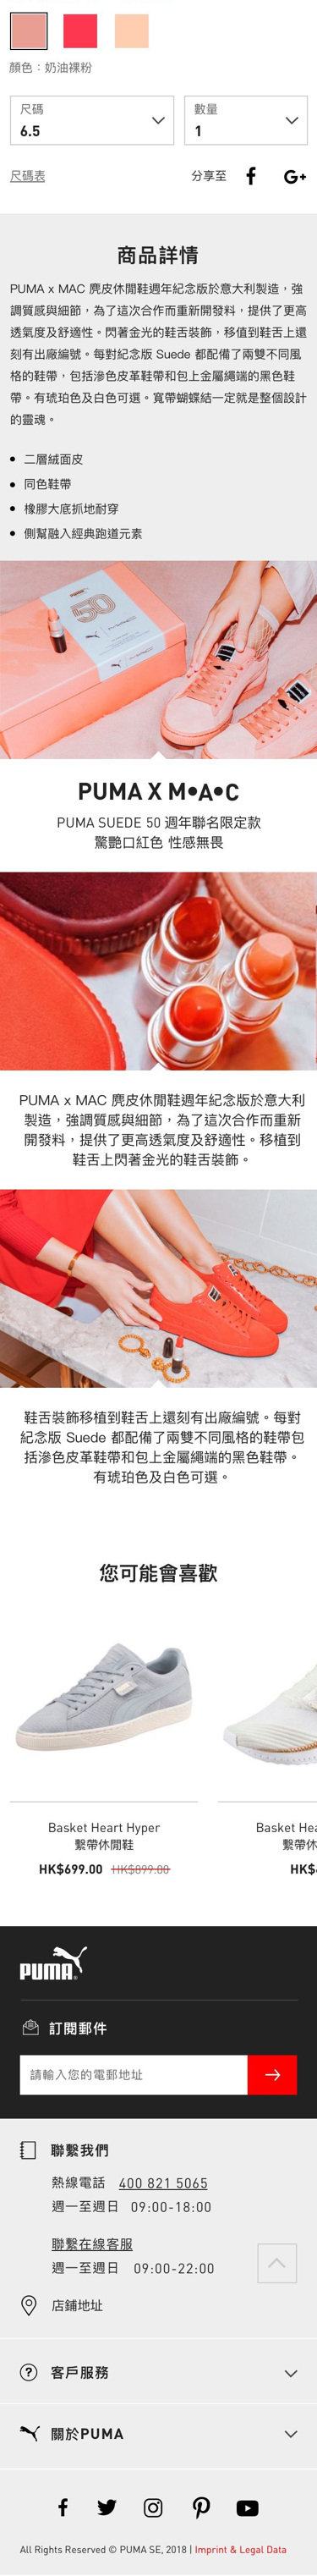 顏色：奶油裸粉
尺碼
6.5
數量
1
尺碼表
分享至
商品詳情
PUMA x MAC 麂皮休閒鞋週年紀念版於意大利製造，強
調質感與細節，為了這次合作而重新開發料，提供了更高
透氣度及舒適性。閃著金光的鞋舌裝飾，移值到鞋舌上還
刻有出廠編號。每對紀念版 Suede 都配備了兩雙不同風
格的鞋帶，包括滲色皮革鞋帶和包上金屬繩端的黑色鞋
帶。有琥珀色及白色可選。寬帶蝴蝶結一定就是整個設計
的靈魂。
• 二層絨面皮
• 同色鞋帶
• 橡膠大底抓地耐穿
• 側幫融入經典跑道元素
50
PUMA X M•A•C
PUMA SUEDE 50 週年聯名限定款
驚艷口紅色 性感無畏
PUMA x MAC 麂皮休閒鞋週年紀念版於意大利
製造，強調質感與細節，為了這次合作而重新
開發料，提供了更高透氣度及舒適性。移植到
鞋舌上閃著金光的鞋舌裝飾。
鞋舌裝飾移植到鞋舌上還刻有出廠編號。每對
紀念版 Suede 都配備了兩雙不同風格的鞋帶包
括滲色皮革鞋帶和包上金屬繩端的黑色鞋帶。
有琥珀色及白色可選。
您可能會喜歡
Basket Heart Hyper
繫帶休閒鞋
HK$699.00 HK$899.00
Basket Hea
繫帶休
HK$
PUMA
訂閱郵件
請輸入您的電郵地址
聯繫我們
熱線電話 400 821 5065
週一至週日 09:00-18:00
聯繫在線客服
週一至週日 09:00-22:00
店鋪地址
客戶服務
關於PUMA
All Rights Reserved © PUMA SE, 2018 | Imprint & Legal Data